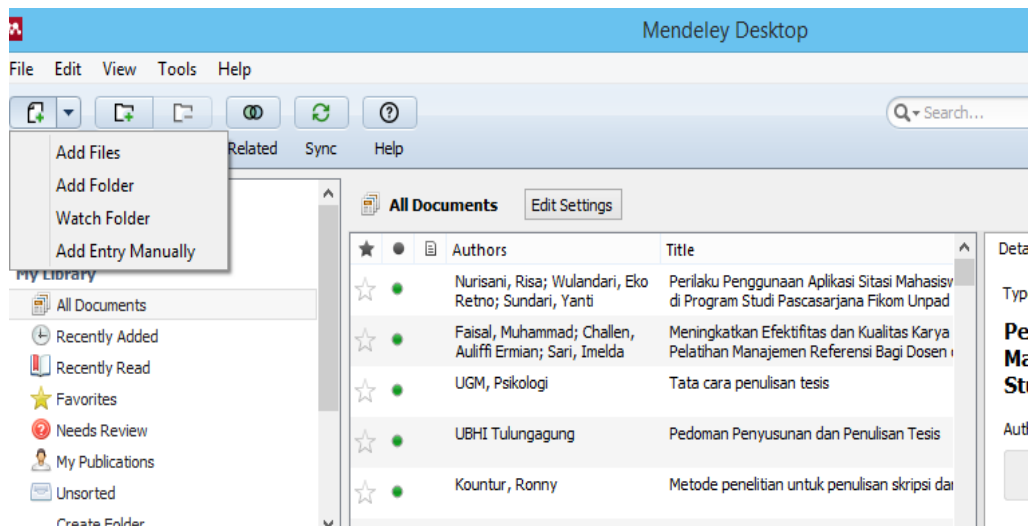 Mendeley Desktop
File Edit View Tools Help
Search...
Related Sync Help
Add Files
Add Folder
Watch Folder
Add Entry Manually
My Library
All Documents
Recently Added
Recently Read
Favorites
Needs Review
My Publications
Unsorted
Create Folder
All Documents Edit Settings
Authors Title
Nurisani, Risa; Wulandari, Eko Retno; Sundari, Yanti
Perilaku Penggunaan Aplikasi Sitasi Mahasisw
di Program Studi Pascasarjana Fikom Unpad
Faisal, Muhammad; Challen, Auliffi Ermian; Sari, Imelda
Meningkatkan Efektifitas dan Kualitas Karya
Pelatihan Manajemen Referensi Bagi Dosen
UGM, Psikologi Tata cara penulisan tesis
UBHI Tulungagung Pedoman Penyusunan dan Penulisan Tesis
Kountur, Ronny Metode penelitian untuk penulisan skripsi dan
Deta
Typ
Pe
Ma
Stu
Auth